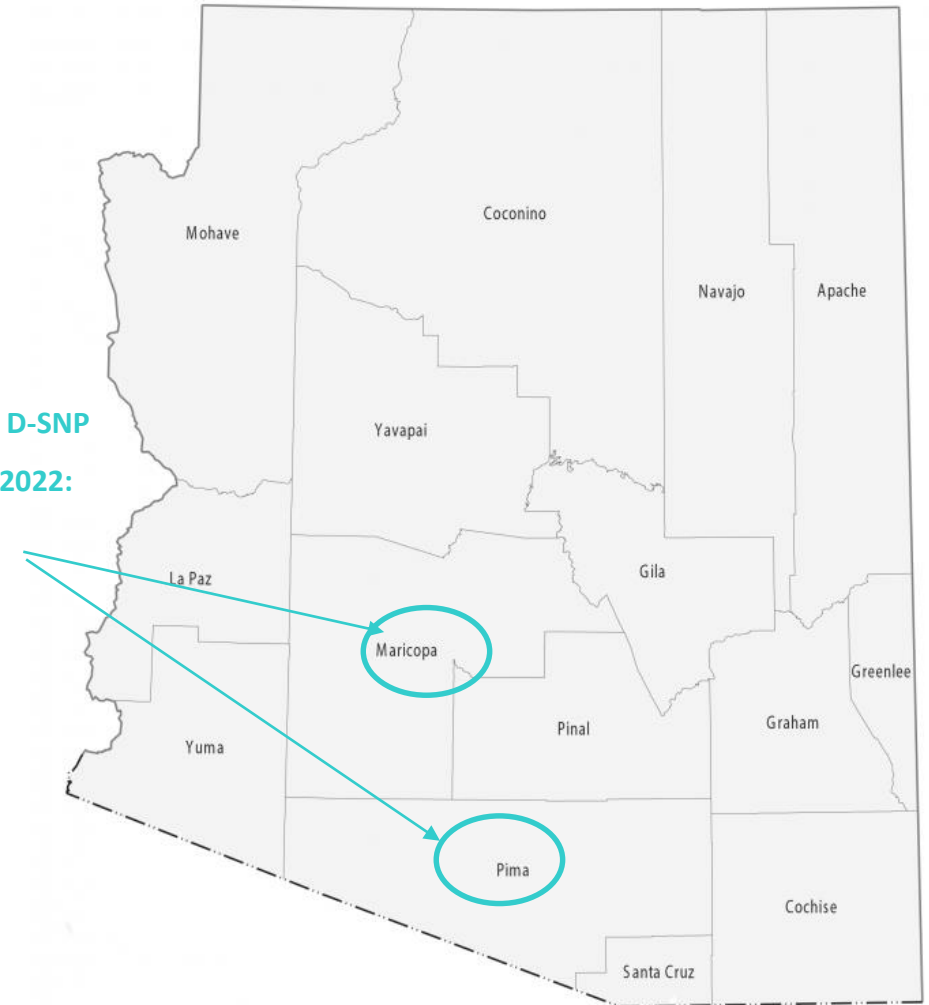 Mohave
Coconino
Navajo
Apache
D-SNP
Yavapai
2022:
La Paz
Gila
Maricopa
Greenlee
Graham
Pinal
Yuma
Pima
Cochise
Santa Cruz